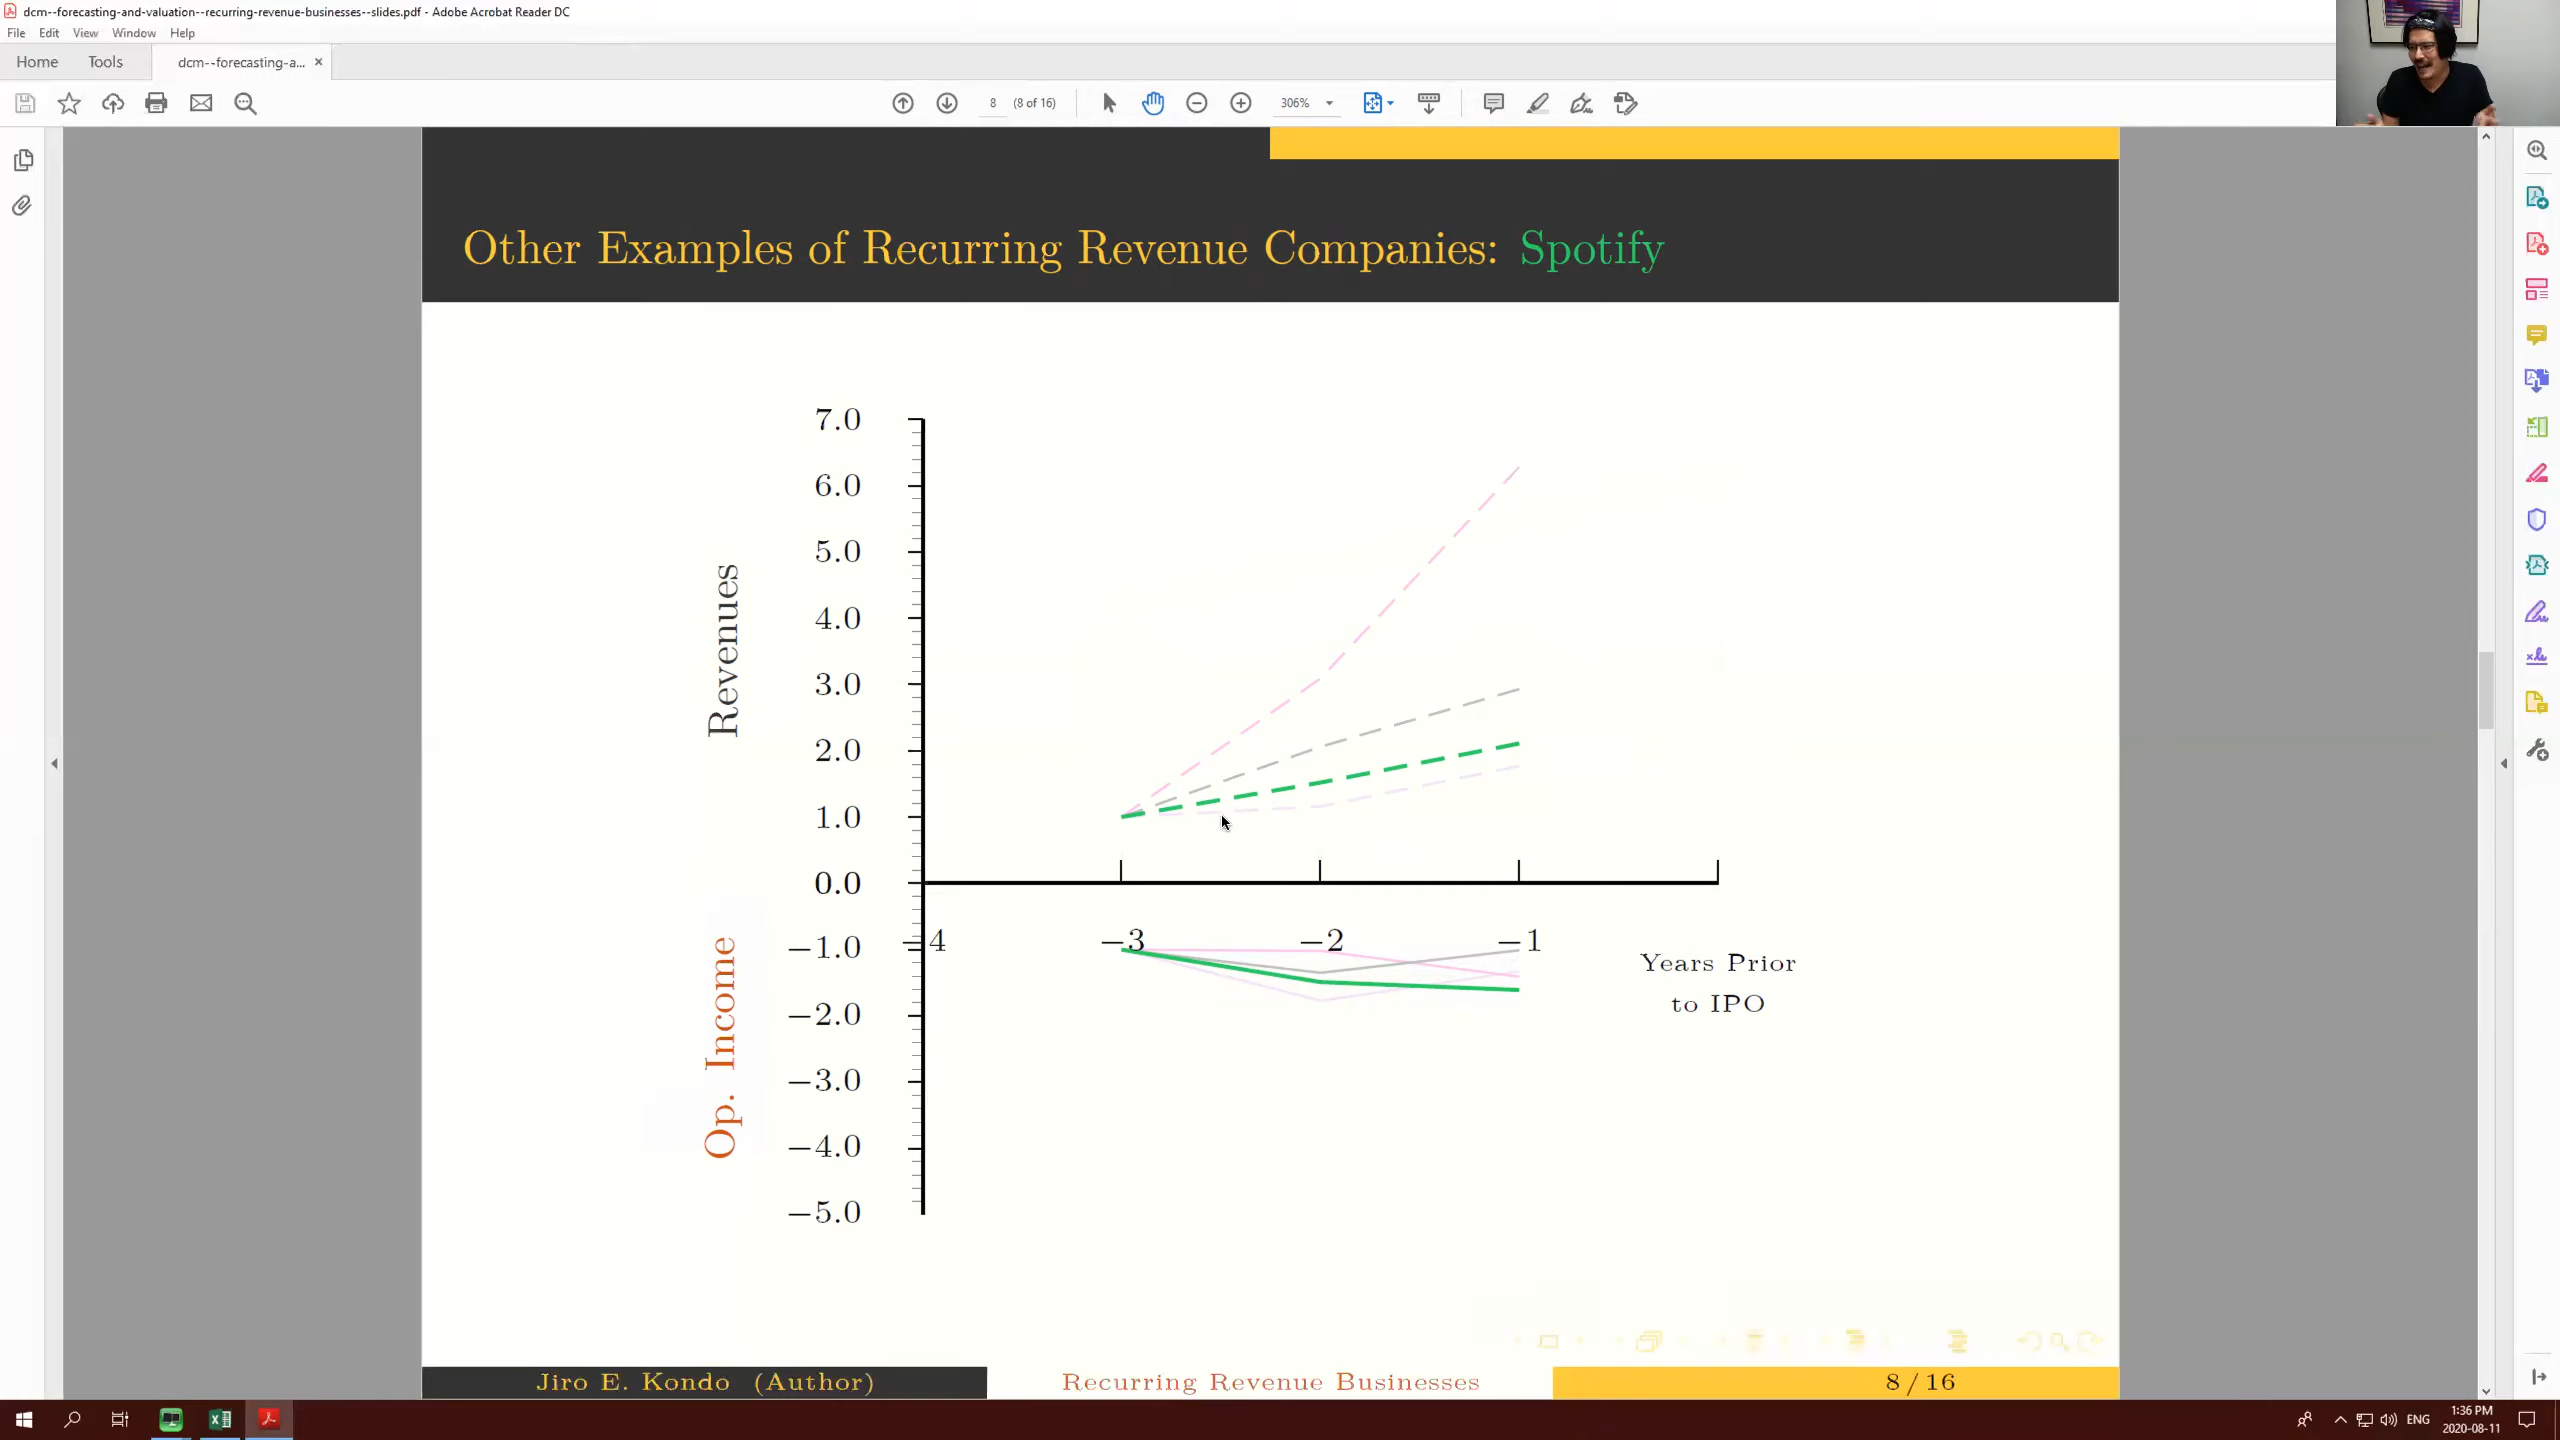 dcm--forecasting-and-valuation--recurring-revenue-businesses--slides.pdf - Adobe Acrobat Reader DC
File Edit View Window Help
Home Tools dcm--forecasting-a... ×
8 (8 of 16) 306%
Other Examples of Recurring Revenue Companies: Spotify
7.0
6.0
5.0
4.0
3.0
2.0
1.0
0.0
−1.0
−2.0
−3.0
−4.0
−5.0
Revenues
Op. Income
−4 −3 −2 −1
Years Prior
to IPO
Jiro E. Kondo (Author) Recurring Revenue Businesses 8 / 16
ENG
1:36 PM
2020-08-11